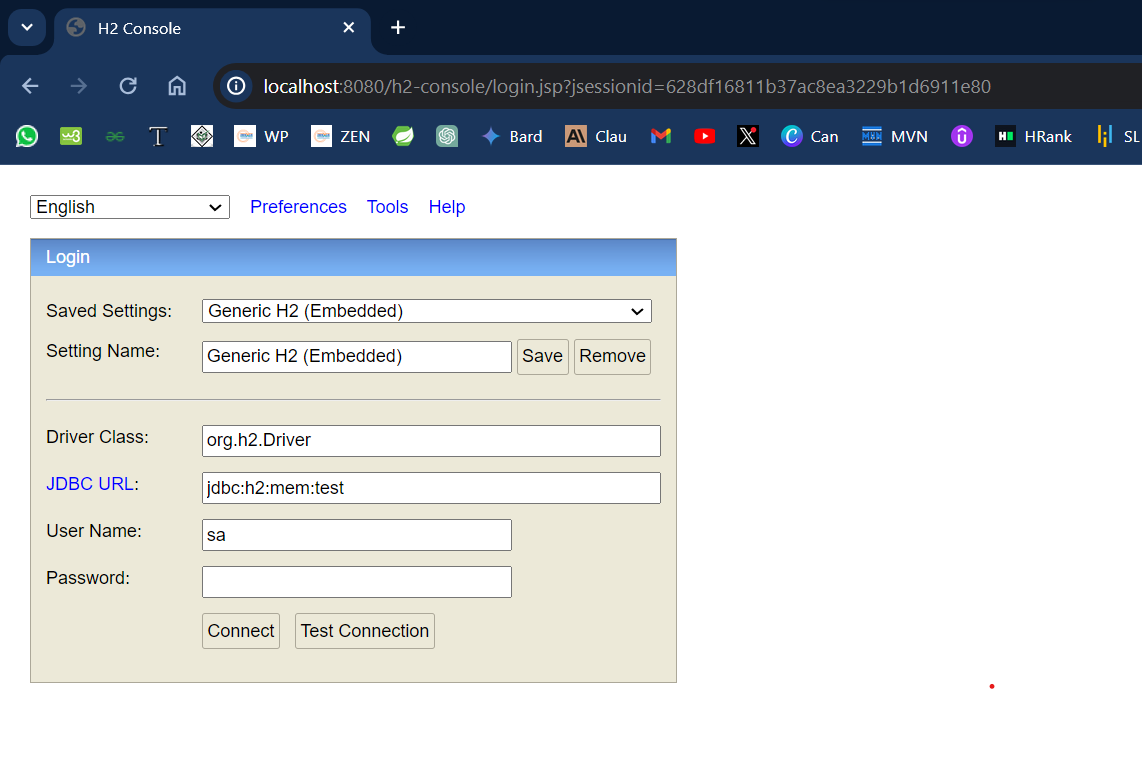 H2 Console
localhost:8080/h2-console/login.jsp?jsessionid=628df16811b37ac8ea3229b1d6911e80
WP ZEN Bard Clau Can MVN HRank SL
English Preferences Tools Help
Login
Saved Settings: Generic H2 (Embedded)
Setting Name: Generic H2 (Embedded) Save Remove
Driver Class: org.h2.Driver
JDBC URL: jdbc:h2:mem:test
User Name: sa
Password:
Connect Test Connection